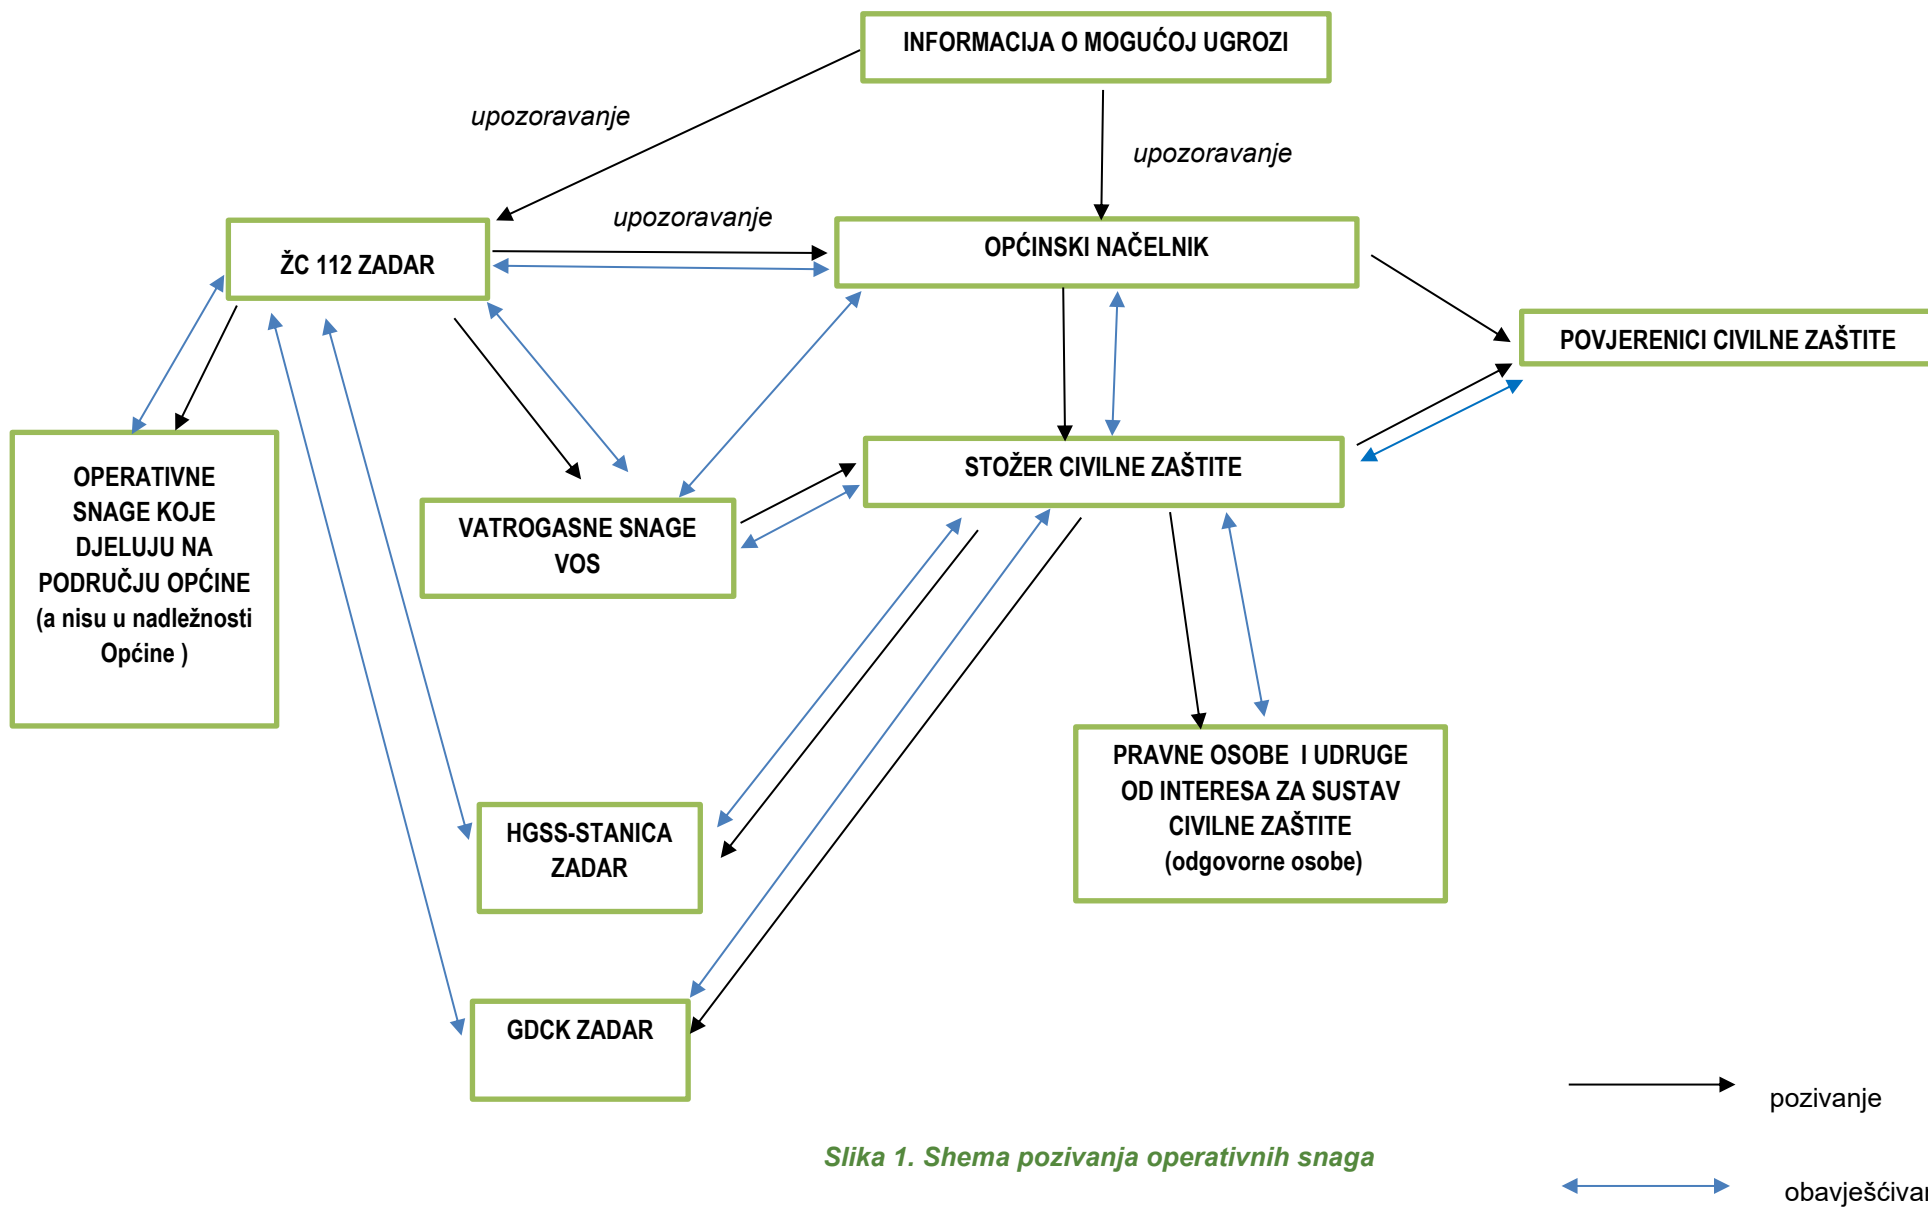 INFORMACIJA O MOGUĆOJ UGROZI
upozoravanje
upozoravanje
upozoravanje
ŽC 112 ZADAR
OPĆINSKI NAČELNIK
POVJERENICI CIVILNE ZAŠTITE
OPERATIVNE
SNAGE KOJE
DJELUJU NA
PODRUČJU OPĆINE
(a nisu u nadležnosti
Općine )
STOŽER CIVILNE ZAŠTITE
VATROGASNE SNAGE
VOS
PRAVNE OSOBE I UDRUGE
OD INTERESA ZA SUSTAV
CIVILNE ZAŠTITE
(odgovorne osobe)
HGSS-STANICA
ZADAR
GDCK ZADAR
pozivanje
Slika 1. Shema pozivanja operativnih snaga